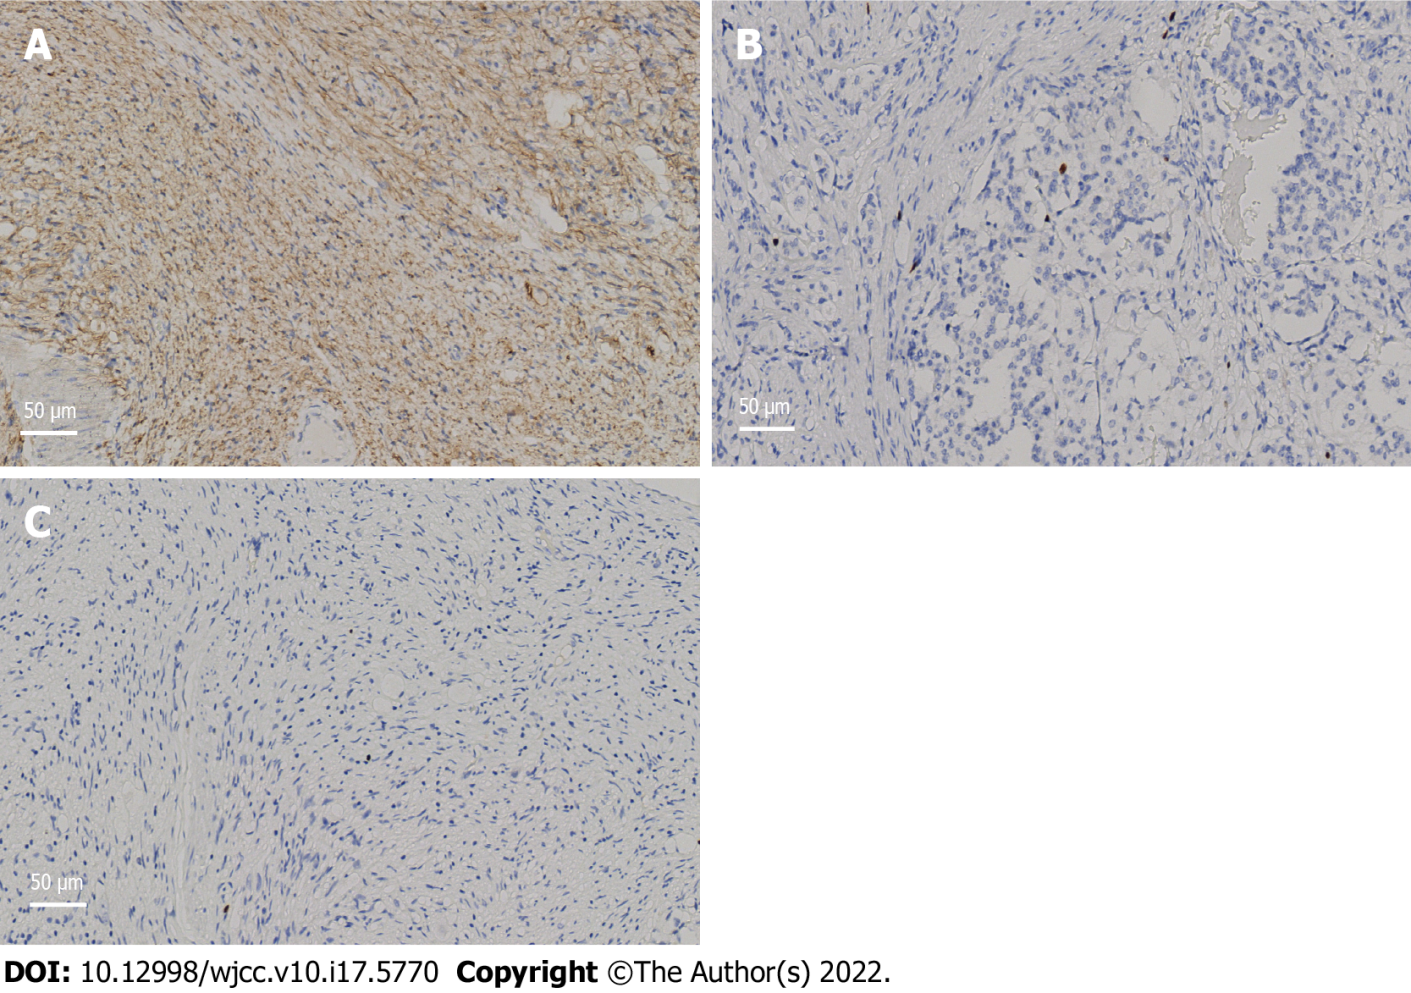 A
B
50 µm
50 µm
C
50 µm
DOI: 10.12998/wjcc.v10.i17.5770 Copyright ©The Author(s) 2022.